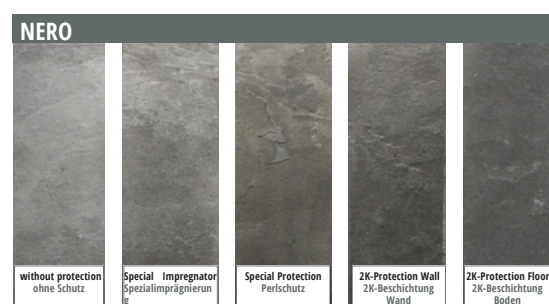 NERO
without protection
ohne Schutz
Special Impregnator
Spezialimprägnierun
g
Special Protection
Perlschutz
2K-Protection Wall
2K-Beschichtung
Wand
2K-Protection Floor
2K-Beschichtung
Boden